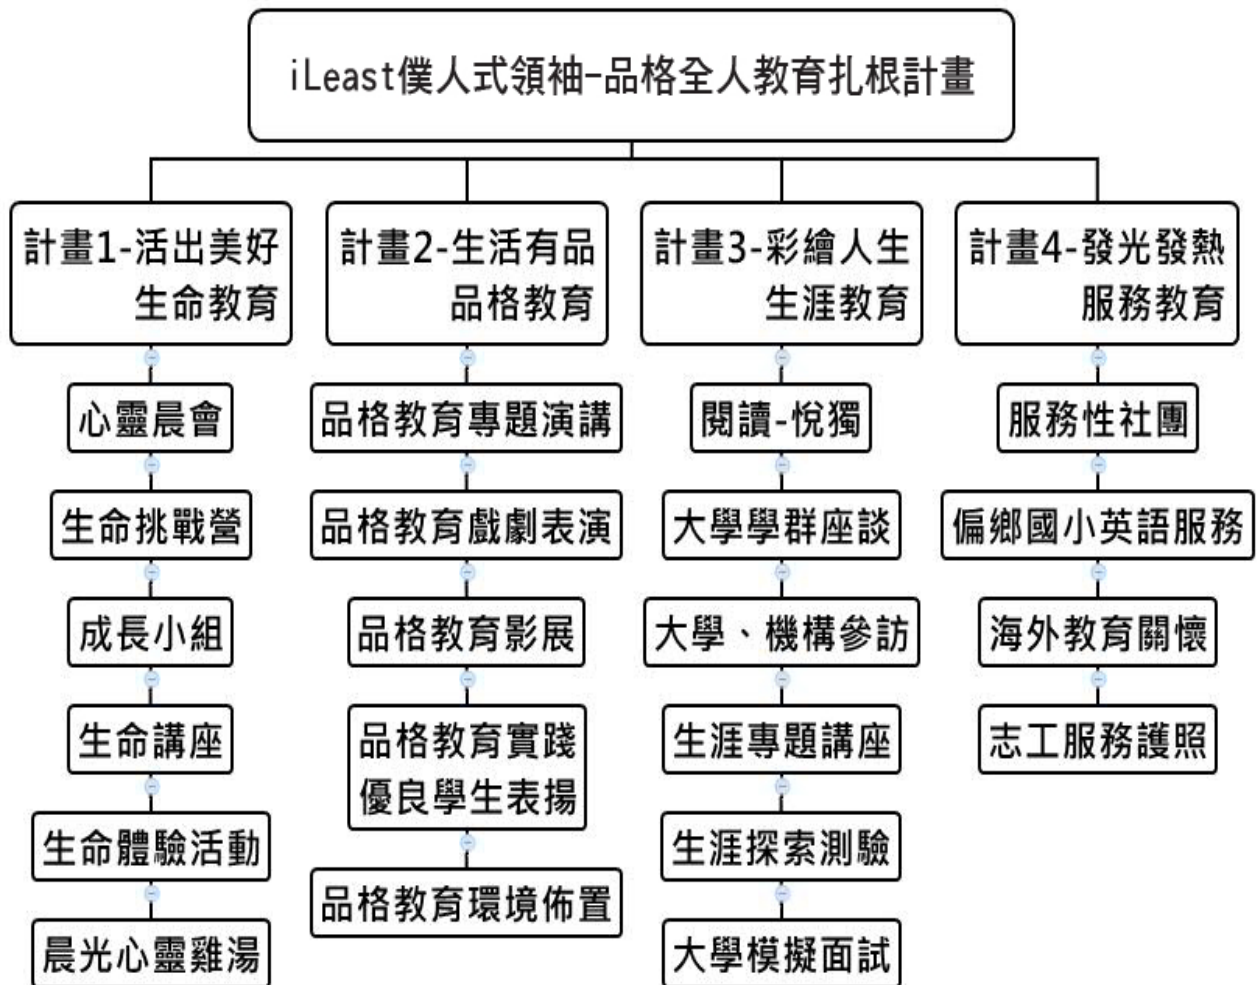 iLeast僕人式領袖-品格全人教育扎根計畫
計畫1-活出美好
生命教育
心靈晨會
生命挑戰營
成長小組
生命講座
生命體驗活動
晨光心靈雞湯
計畫2-生活有品
品格教育
品格教育專題演講
品格教育戲劇表演
品格教育影展
品格教育實踐
優良學生表揚
品格教育環境佈置
計畫3-彩繪人生
生涯教育
閱讀-悅獨
大學學群座談
大學、機構參訪
生涯專題講座
生涯探索測驗
大學模擬面試
計畫4-發光發熱
服務教育
服務性社團
偏鄉國小英語服務
海外教育關懷
志工服務護照